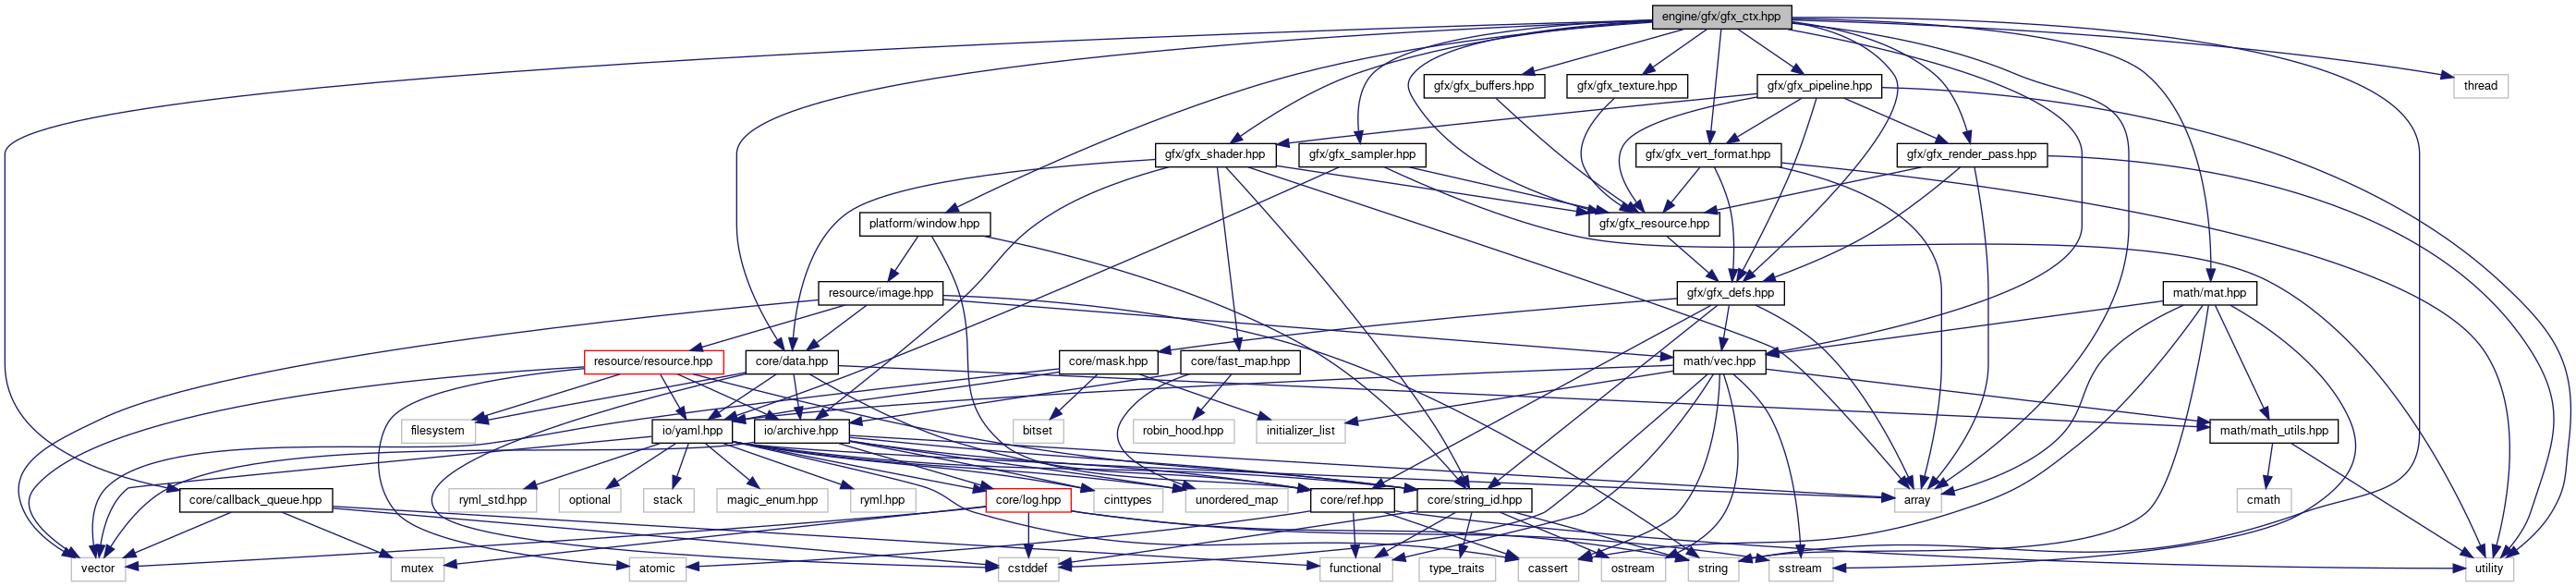 engine/gfx/gfx_ctx.hpp
gfx/gfx_buffers.hpp
gfx/gfx_texture.hpp
gfx/gfx_pipeline.hpp
thread
gfx/gfx_shader.hpp
gfx/gfx_sampler.hpp
gfx/gfx_vert_format.hpp
gfx/gfx_render_pass.hpp
platform/window.hpp
gfx/gfx_resource.hpp
resource/image.hpp
gfx/gfx_defs.hpp
math/mat.hpp
resource/resource.hpp
core/data.hpp
core/mask.hpp
core/fast_map.hpp
math/vec.hpp
filesystem
io/yaml.hpp
io/archive.hpp
bitset
robin_hood.hpp
initializer_list
math/math_utils.hpp
core/callback_queue.hpp
ryml_std.hpp
optional
stack
magic_enum.hpp
ryml.hpp
core/log.hpp
cinttypes
unordered_map
core/ref.hpp
core/string_id.hpp
array
cmath
vector
mutex
atomic
cstddef
functional
type_traits
cassert
ostream
string
sstream
utility